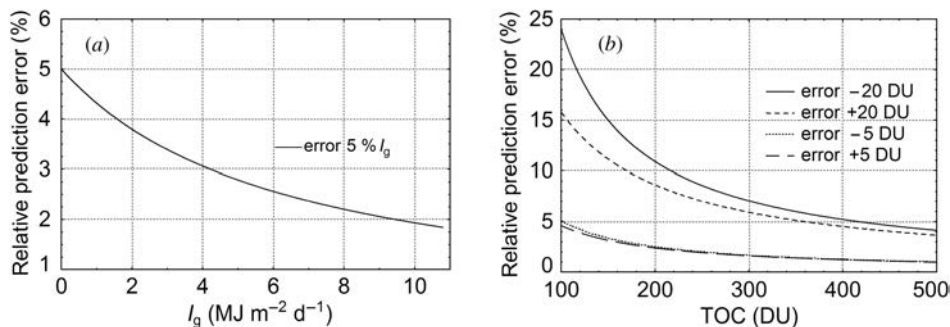 Relative prediction error (%)
6
5
4
3
2
1
(a)
error 5 % Ig
0 2 4 6 8 10
Ig (MJ m⁻² d⁻¹)
Relative prediction error (%)
25
20
15
10
5
0
(b)
error −20 DU
error +20 DU
error −5 DU
error +5 DU
100 200 300 400 500
TOC (DU)